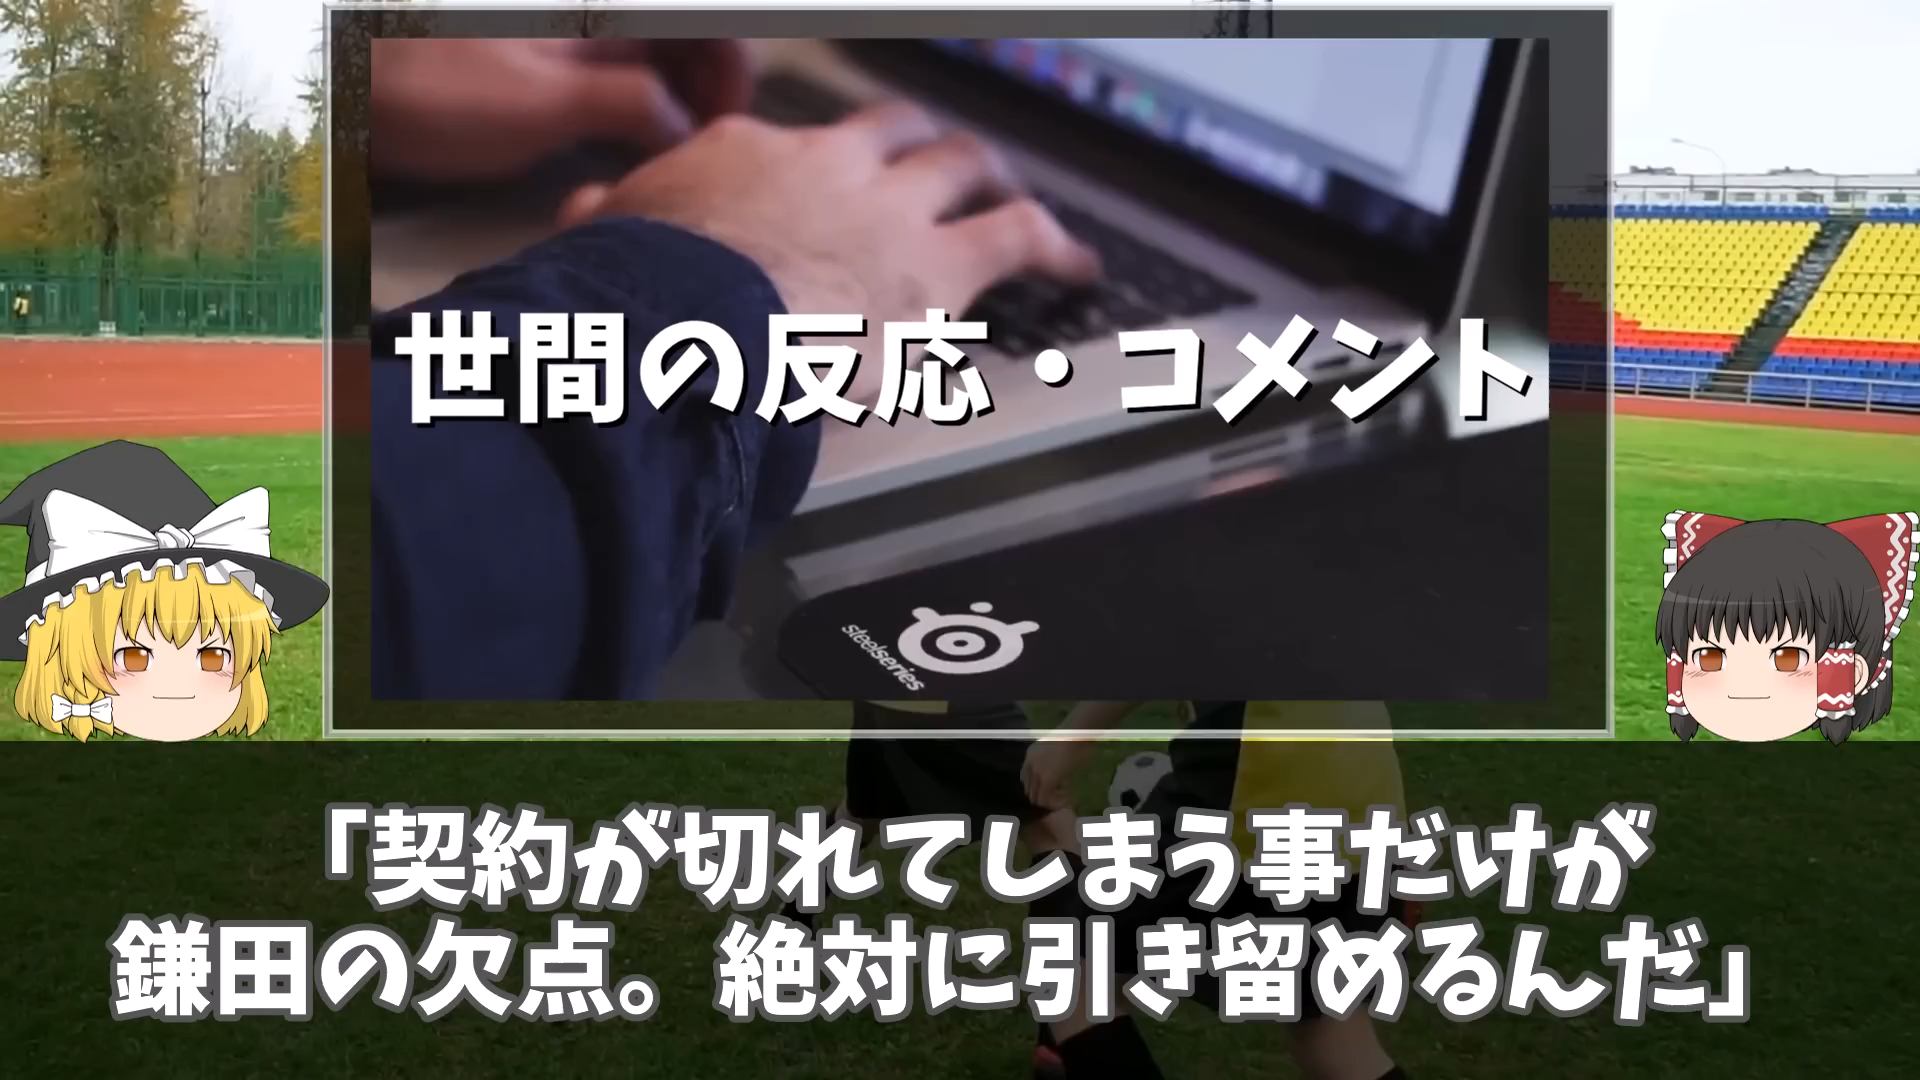 世間の反応・コメント
steelseries
「契約が切れてしまう事だけが
鎌田の欠点。絶対に引き留めるんだ」